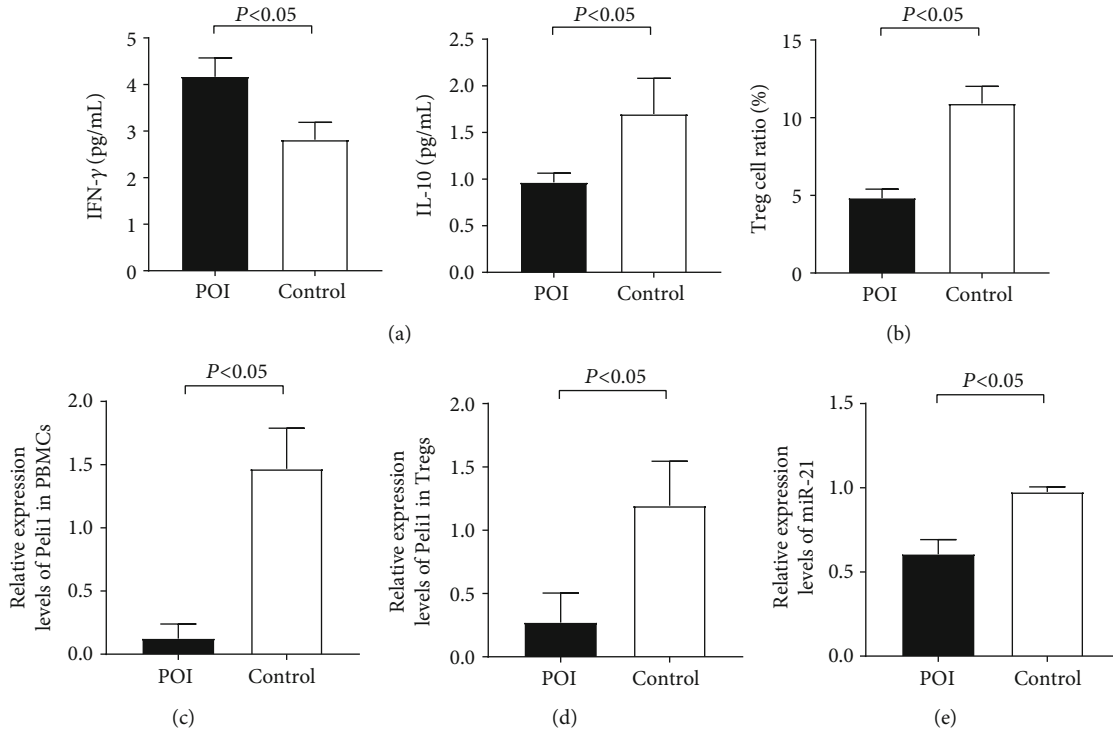 P<0.05
IFN-γ (pg/mL)
5
4
3
2
1
0
POI
Control
P<0.05
IL-10 (pg/mL)
2.5
2.0
1.5
1.0
0.5
0.0
POI
Control
(a)
P<0.05
Treg cell ratio (%)
15
10
5
0
POI
Control
(b)
P<0.05
Relative expression
levels of Peli1 in PBMCs
2.0
1.5
1.0
0.5
0.0
POI
Control
(c)
P<0.05
Relative expression
levels of Peli1 in Tregs
2.0
1.5
1.0
0.5
0.0
POI
Control
(d)
P<0.05
Relative expression
levels of miR-21
1.5
1.0
0.5
0.0
POI
Control
(e)